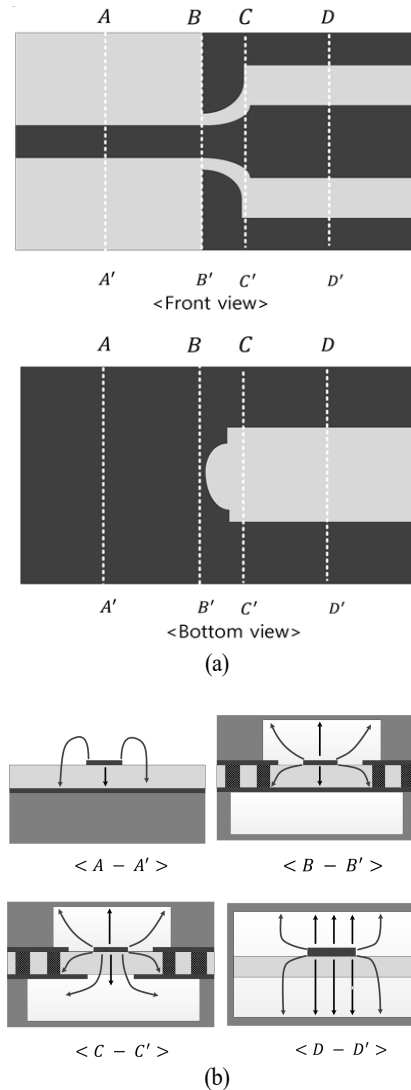 A B C D
A′ B′ C′ D′
<Front view>
A B C D
A′ B′ C′ D′
<Bottom view>
(a)
< A − A′ > < B − B′ >
< C − C′ > < D − D′ >
(b)